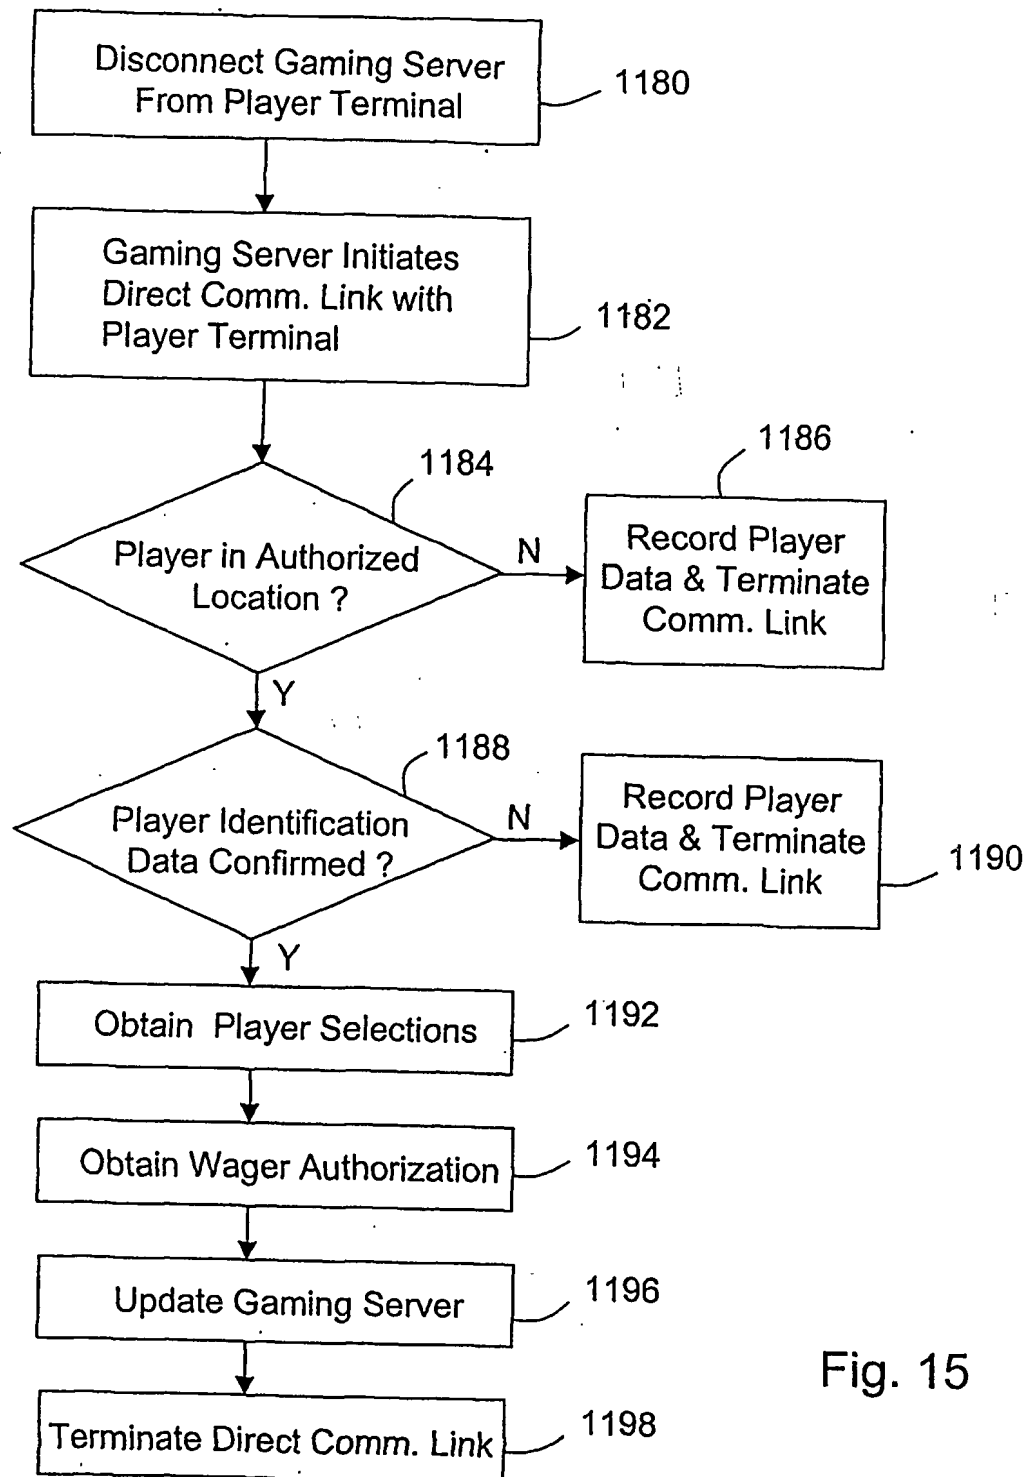 Disconnect Gaming Server
From Player Terminal
1180
Gaming Server Initiates
Direct Comm. Link with
Player Terminal
1182
1184
Player in Authorized
Location ?
N
Y
1186
Record Player
Data & Terminate
Comm. Link
1188
Player Identification
Data Confirmed ?
N
Y
Record Player
Data & Terminate
Comm. Link
1190
Obtain Player Selections
1192
Obtain Wager Authorization
1194
Update Gaming Server
1196
Terminate Direct Comm. Link
1198
Fig. 15